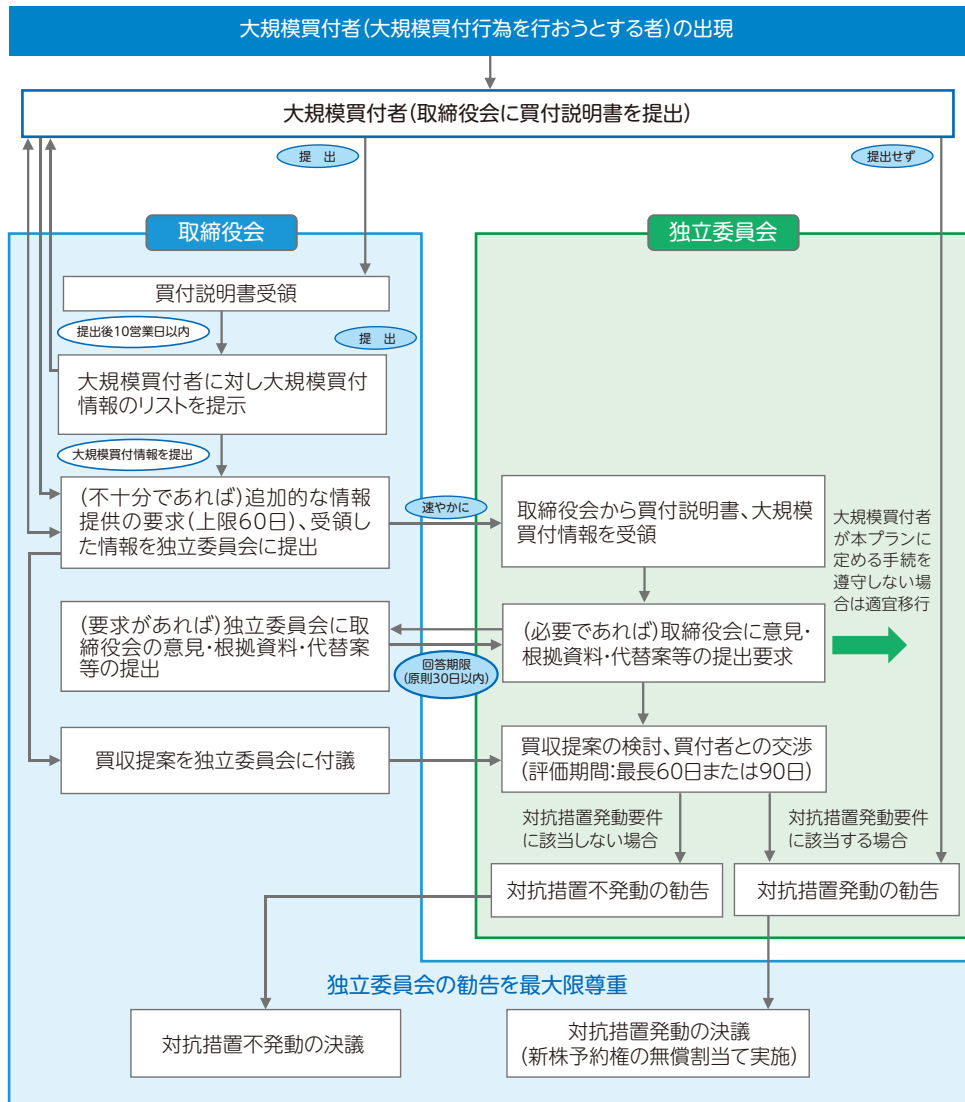 大規模買付者(大規模買付行為を行おうとする者)の出現
大規模買付者(取締役会に買付説明書を提出)
提 出
提出せず
取締役会
独立委員会
買付説明書受領
提出後10営業日以内
提 出
大規模買付者に対し大規模買付
情報のリストを提示
大規模買付情報を提出
(不十分であれば)追加的な情報
提供の要求(上限60日)、受領し
た情報を独立委員会に提出
速やかに
取締役会から買付説明書、大規模
買付情報を受領
大規模買付者
が本プランに
定める手続を
遵守しない場
合は適宜移行
(要求があれば)独立委員会に取
締役会の意見・根拠資料・代替案
等の提出
回答期限
(原則30日以内)
(必要であれば)取締役会に意見・
根拠資料・代替案等の提出要求
買収提案を独立委員会に付議
買収提案の検討、買付者との交渉
(評価期間:最長60日または90日)
対抗措置発動要件
に該当しない場合
対抗措置発動要件
に該当する場合
対抗措置不発動の勧告
対抗措置発動の勧告
独立委員会の勧告を最大限尊重
対抗措置不発動の決議
対抗措置発動の決議
(新株予約権の無償割当て実施)